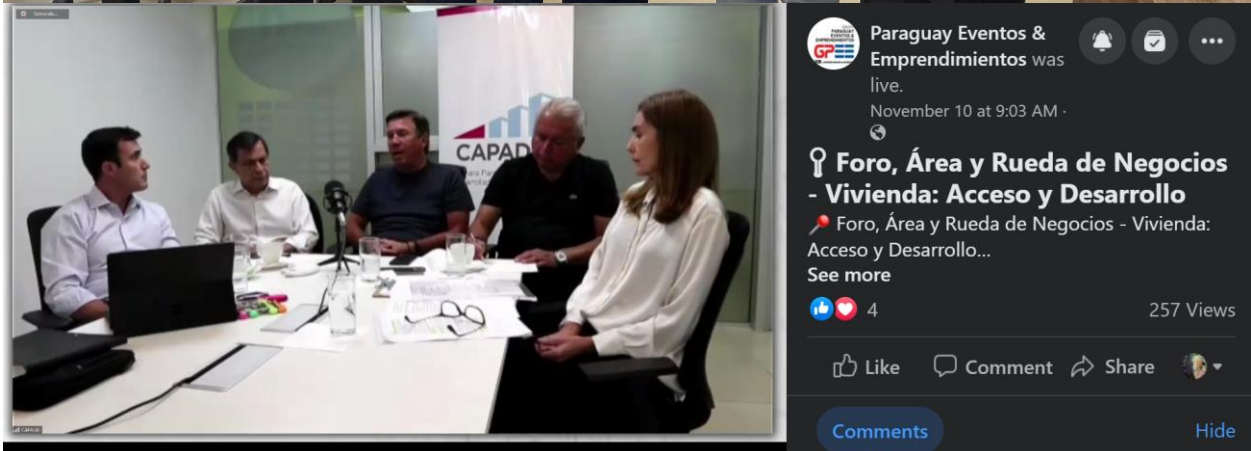 CAPAD
CAPADEI
Paraguay Eventos &
Emprendimientos was
live.
November 10 at 9:03 AM ·
Foro, Área y Rueda de Negocios
- Vivienda: Acceso y Desarrollo
Foro, Área y Rueda de Negocios - Vivienda:
Acceso y Desarrollo...
See more
4
257 Views
Like
Comment
Share
Comments
Hide